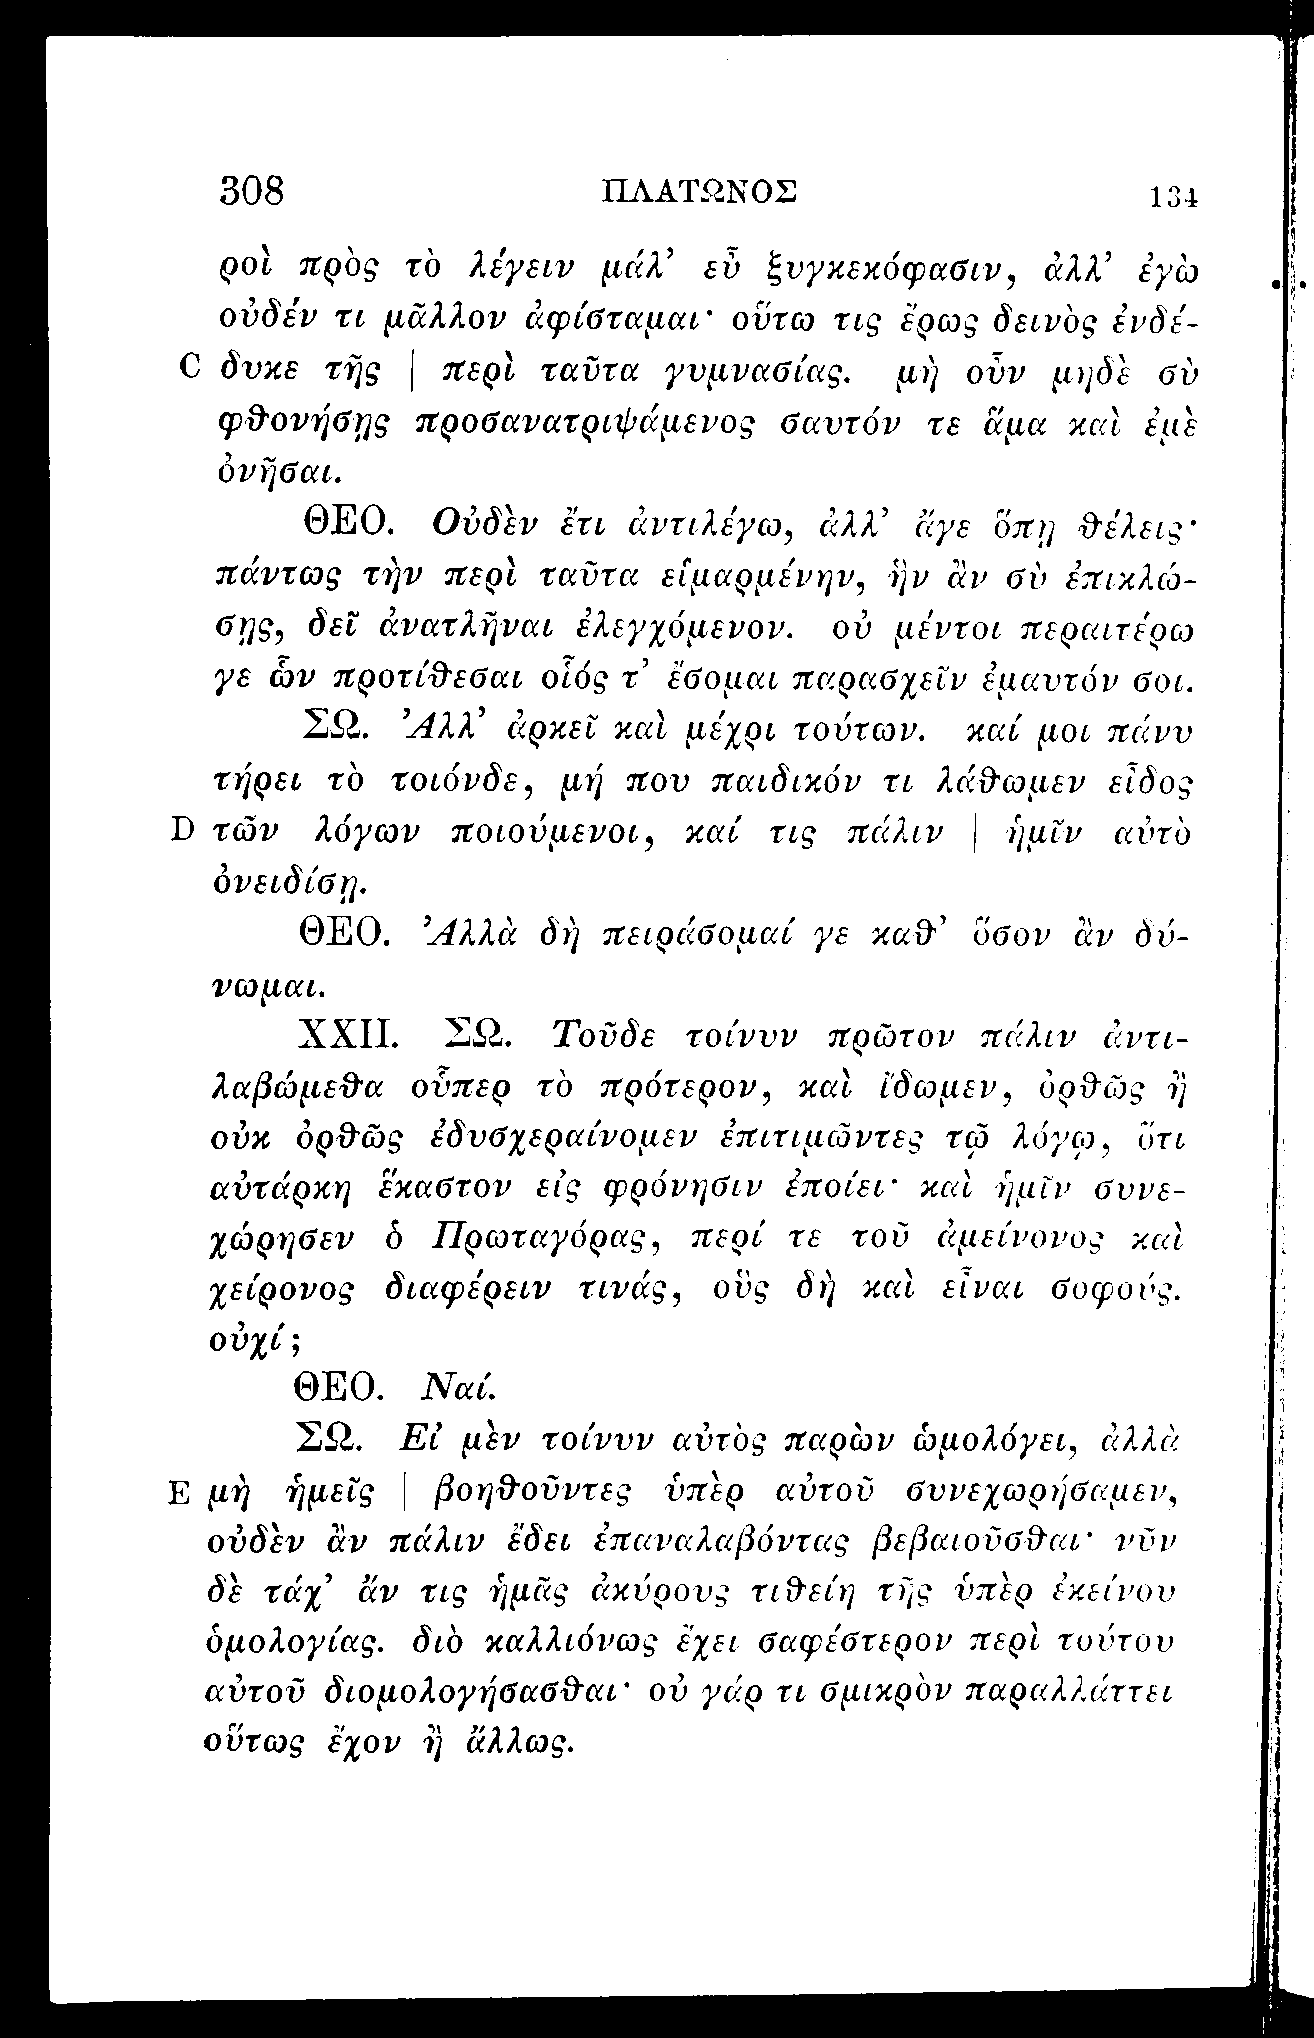 308 ΠΛΑΤΩΝΟΣ 134
ροὶ πρὸς τὸ λέγειν μάλ’ εὖ ξυγκεκόφασιν, ἀλλ’ ἐγὼ
οὐδέν τι μᾶλλον ἀφίσταμαι· οὕτω τις ἔρως δεινὸς ἐνδέ-
C δυκε τῆς | περὶ ταῦτα γυμνασίας. μὴ οὖν μηδὲ σὺ
φθονήσῃς προσανατριψάμενος σαυτόν τε ἅμα καὶ ἐμὲ
ὀνῆσαι.
ΘΕΟ. Οὐδὲν ἔτι ἀντιλέγω, ἀλλ’ ἄγε ὅπῃ θέλεις·
πάντως τὴν περὶ ταῦτα εἱμαρμένην, ἣν ἂν σὺ ἐπικλώ-
σῃς, δεῖ ἀνατλῆναι ἐλεγχόμενον. οὐ μέντοι περαιτέρω
γε ὧν προτίθεσαι οἷός τ’ ἔσομαι παρασχεῖν ἐμαυτόν σοι.
ΣΩ. Ἀλλ’ ἀρκεῖ καὶ μέχρι τούτων. καί μοι πάνυ
τήρει τὸ τοιόνδε, μή που παιδικόν τι λάθωμεν εἶδος
D τῶν λόγων ποιούμενοι, καί τις πάλιν | ἡμῖν αὐτὸ
ὀνειδίσῃ.
ΘΕΟ. Ἀλλὰ δὴ πειράσομαί γε καθ’ ὅσον ἂν δύ-
νωμαι.
XXII. ΣΩ. Τοῦδε τοίνυν πρῶτον πάλιν ἀντι-
λαβώμεθα οὗπερ τὸ πρότερον, καὶ ἴδωμεν, ὀρθῶς ἢ
οὐκ ὀρθῶς ἐδυσχεραίνομεν ἐπιτιμῶντες τῷ λόγῳ, ὅτι
αὐτάρκη ἕκαστον εἰς φρόνησιν ἐποίει· καὶ ἡμῖν συνε-
χώρησεν ὁ Πρωταγόρας, περί τε τοῦ ἀμείνονος καὶ
χείρονος διαφέρειν τινάς, οὓς δὴ καὶ εἶναι σοφούς.
οὐχί;
ΘΕΟ. Ναί.
ΣΩ. Εἰ μὲν τοίνυν αὐτὸς παρὼν ὡμολόγει, ἀλλὰ
E μὴ ἡμεῖς | βοηθοῦντες ὑπὲρ αὐτοῦ συνεχωρήσαμεν,
οὐδὲν ἂν πάλιν ἔδει ἐπαναλαβόντας βεβαιοῦσθαι· νῦν
δὲ τάχ’ ἄν τις ἡμᾶς ἀκύρους τιθείη τῆς ὑπὲρ ἐκείνου
ὁμολογίας. διὸ καλλιόνως ἔχει σαφέστερον περὶ τούτου
αὐτοῦ διομολογήσασθαι· οὐ γάρ τι σμικρὸν παραλλάττει
οὕτως ἔχον ἢ ἄλλως.